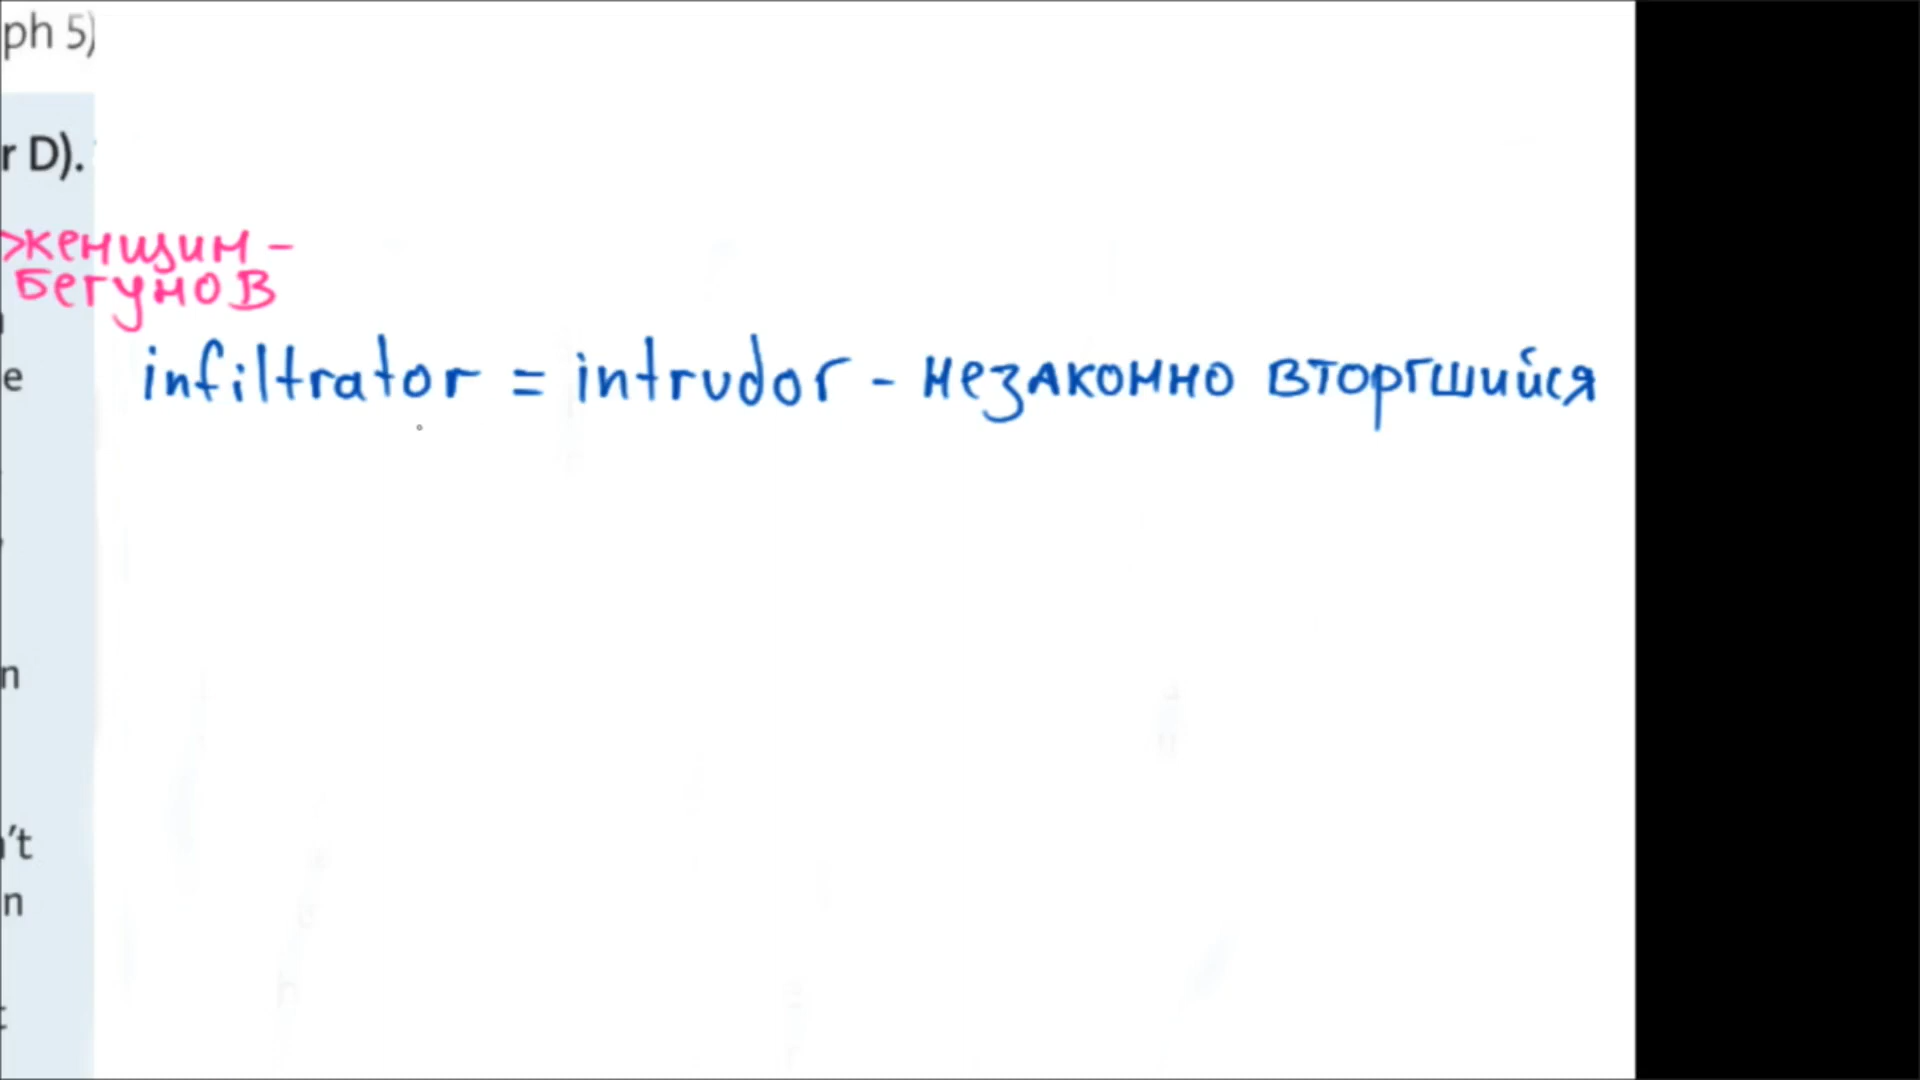 ph 5)
r D).
женщин -
бегунов
e
infiltrator = intrudor - незаконно вторгшийся
n
't
n